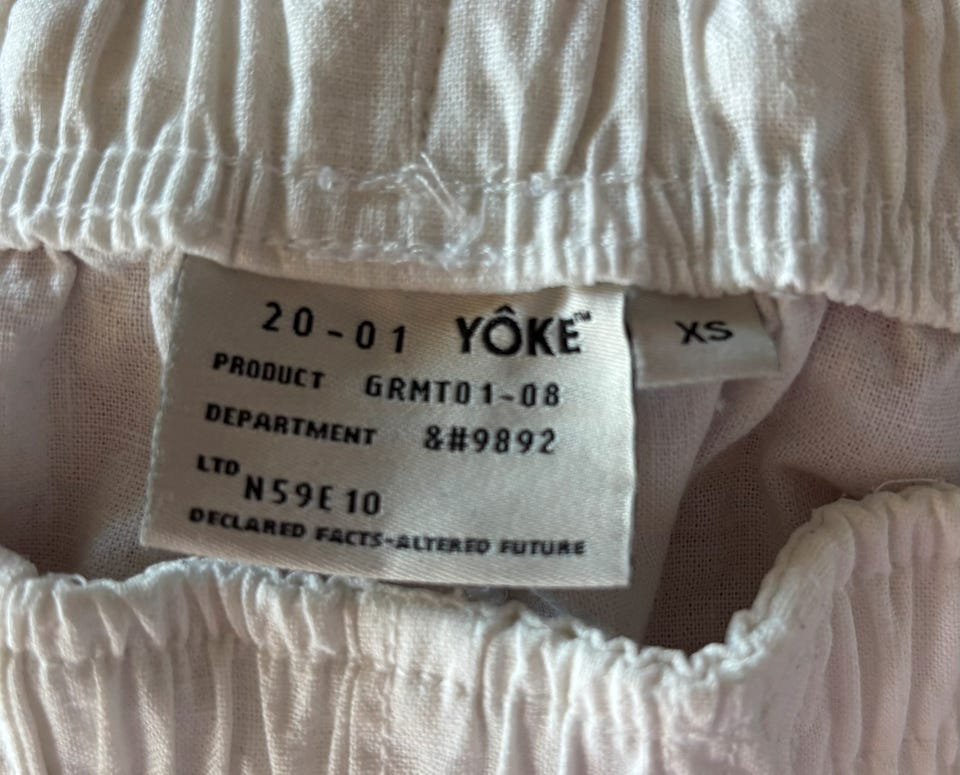 20-01 YÔKE™
XS
PRODUCT GRMT01-08
DEPARTMENT &#9892
LTD N59E10
DECLARED FACTS-ALTERED FUTURE